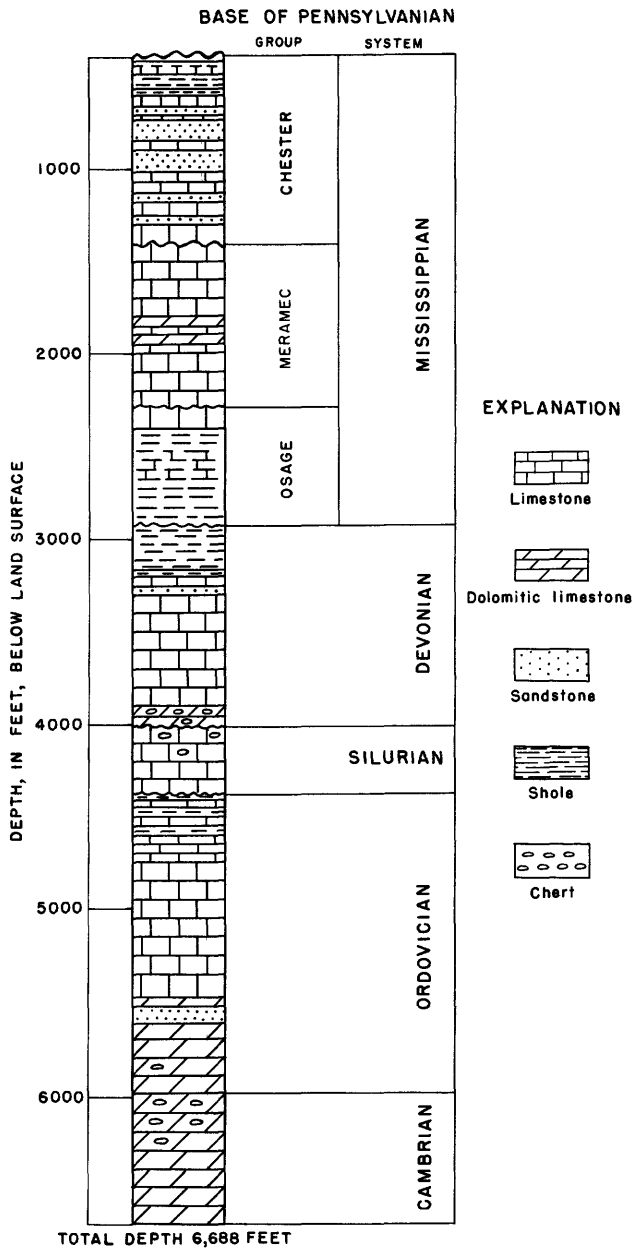 BASE OF PENNSYLVANIAN
GROUP
SYSTEM
CHESTER
MERAMEC
OSAGE
MISSISSIPPIAN
DEVONIAN
SILURIAN
ORDOVICIAN
CAMBRIAN
DEPTH, IN FEET, BELOW LAND SURFACE
1000
2000
3000
4000
5000
6000
TOTAL DEPTH 6,688 FEET
EXPLANATION
Limestone
Dolomitic limestone
Sandstone
Shole
Chert